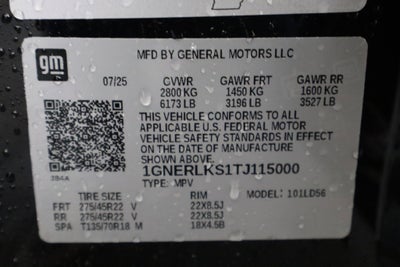 gm
MFD BY GENERAL MOTORS LLC
07/25 GVWR GAWR FRT GAWR RR
2800 KG 1450 KG 1600 KG
6173 LB 3196 LB 3527 LB
THIS VEHICLE CONFORMS TO ALL
APPLICABLE U.S. FEDERAL MOTOR
VEHICLE SAFETY STANDARDS IN EFFECT
ON THE DATE OF MANUFACTURE
SHOWN ABOVE.
1GNERLKS1TJ115000
TYPE: MPV
384A
TIRE SIZE RIM MODEL: 101LD56
FRT 275/45R22 V 22X8.5J
RR 275/45R22 V 22X8.5J
SPA T135/70R18 M 18X4.5B